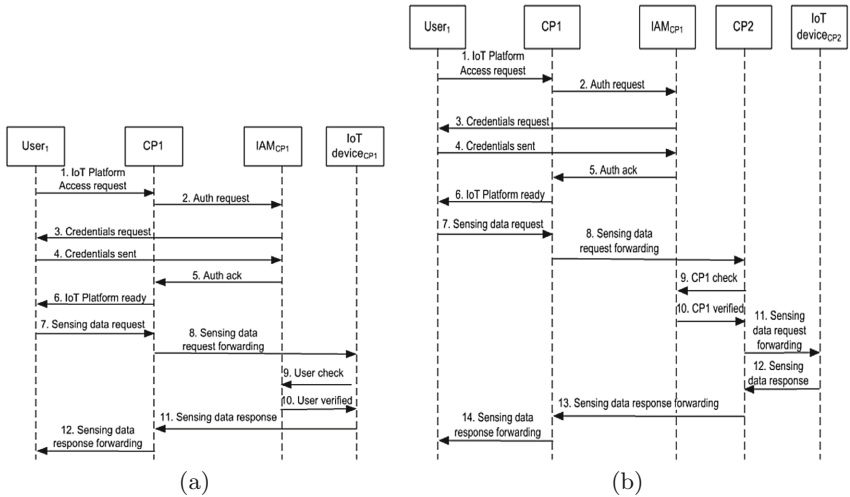 User1
CP1
IAMCP1
IoT
deviceCP1
1. IoT Platform
Access request
2. Auth request
3. Credentials request
4. Credentials sent
5. Auth ack
6. IoT Platform ready
7. Sensing data request
8. Sensing data
request forwarding
9. User check
10. User verified
11. Sensing data response
12. Sensing data
response forwarding
(a)
User1
CP1
IAMCP1
CP2
IoT
deviceCP2
1. IoT Platform
Access request
2. Auth request
3. Credentials request
4. Credentials sent
5. Auth ack
6. IoT Platform ready
7. Sensing data request
8. Sensing data
request forwarding
9. CP1 check
10. CP1 verified
11. Sensing
data request
forwarding
12. Sensing
data response
13. Sensing data response forwarding
14. Sensing data
response forwarding
(b)